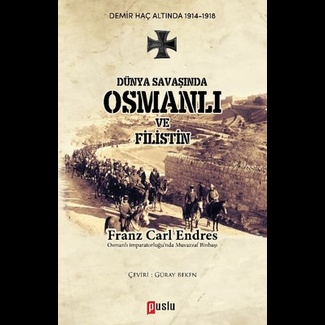 DEMİR HAÇ ALTINDA 1914-1918
DÜNYA SAVAŞINDA
OSMANLI
VE
FİLİSTİN
Franz Carl Endres
Osmanlı İmparatorluğu'nda Muvazzaf Binbaşı
ÇEVİRİ : GÜRAY BEKEN
puslu